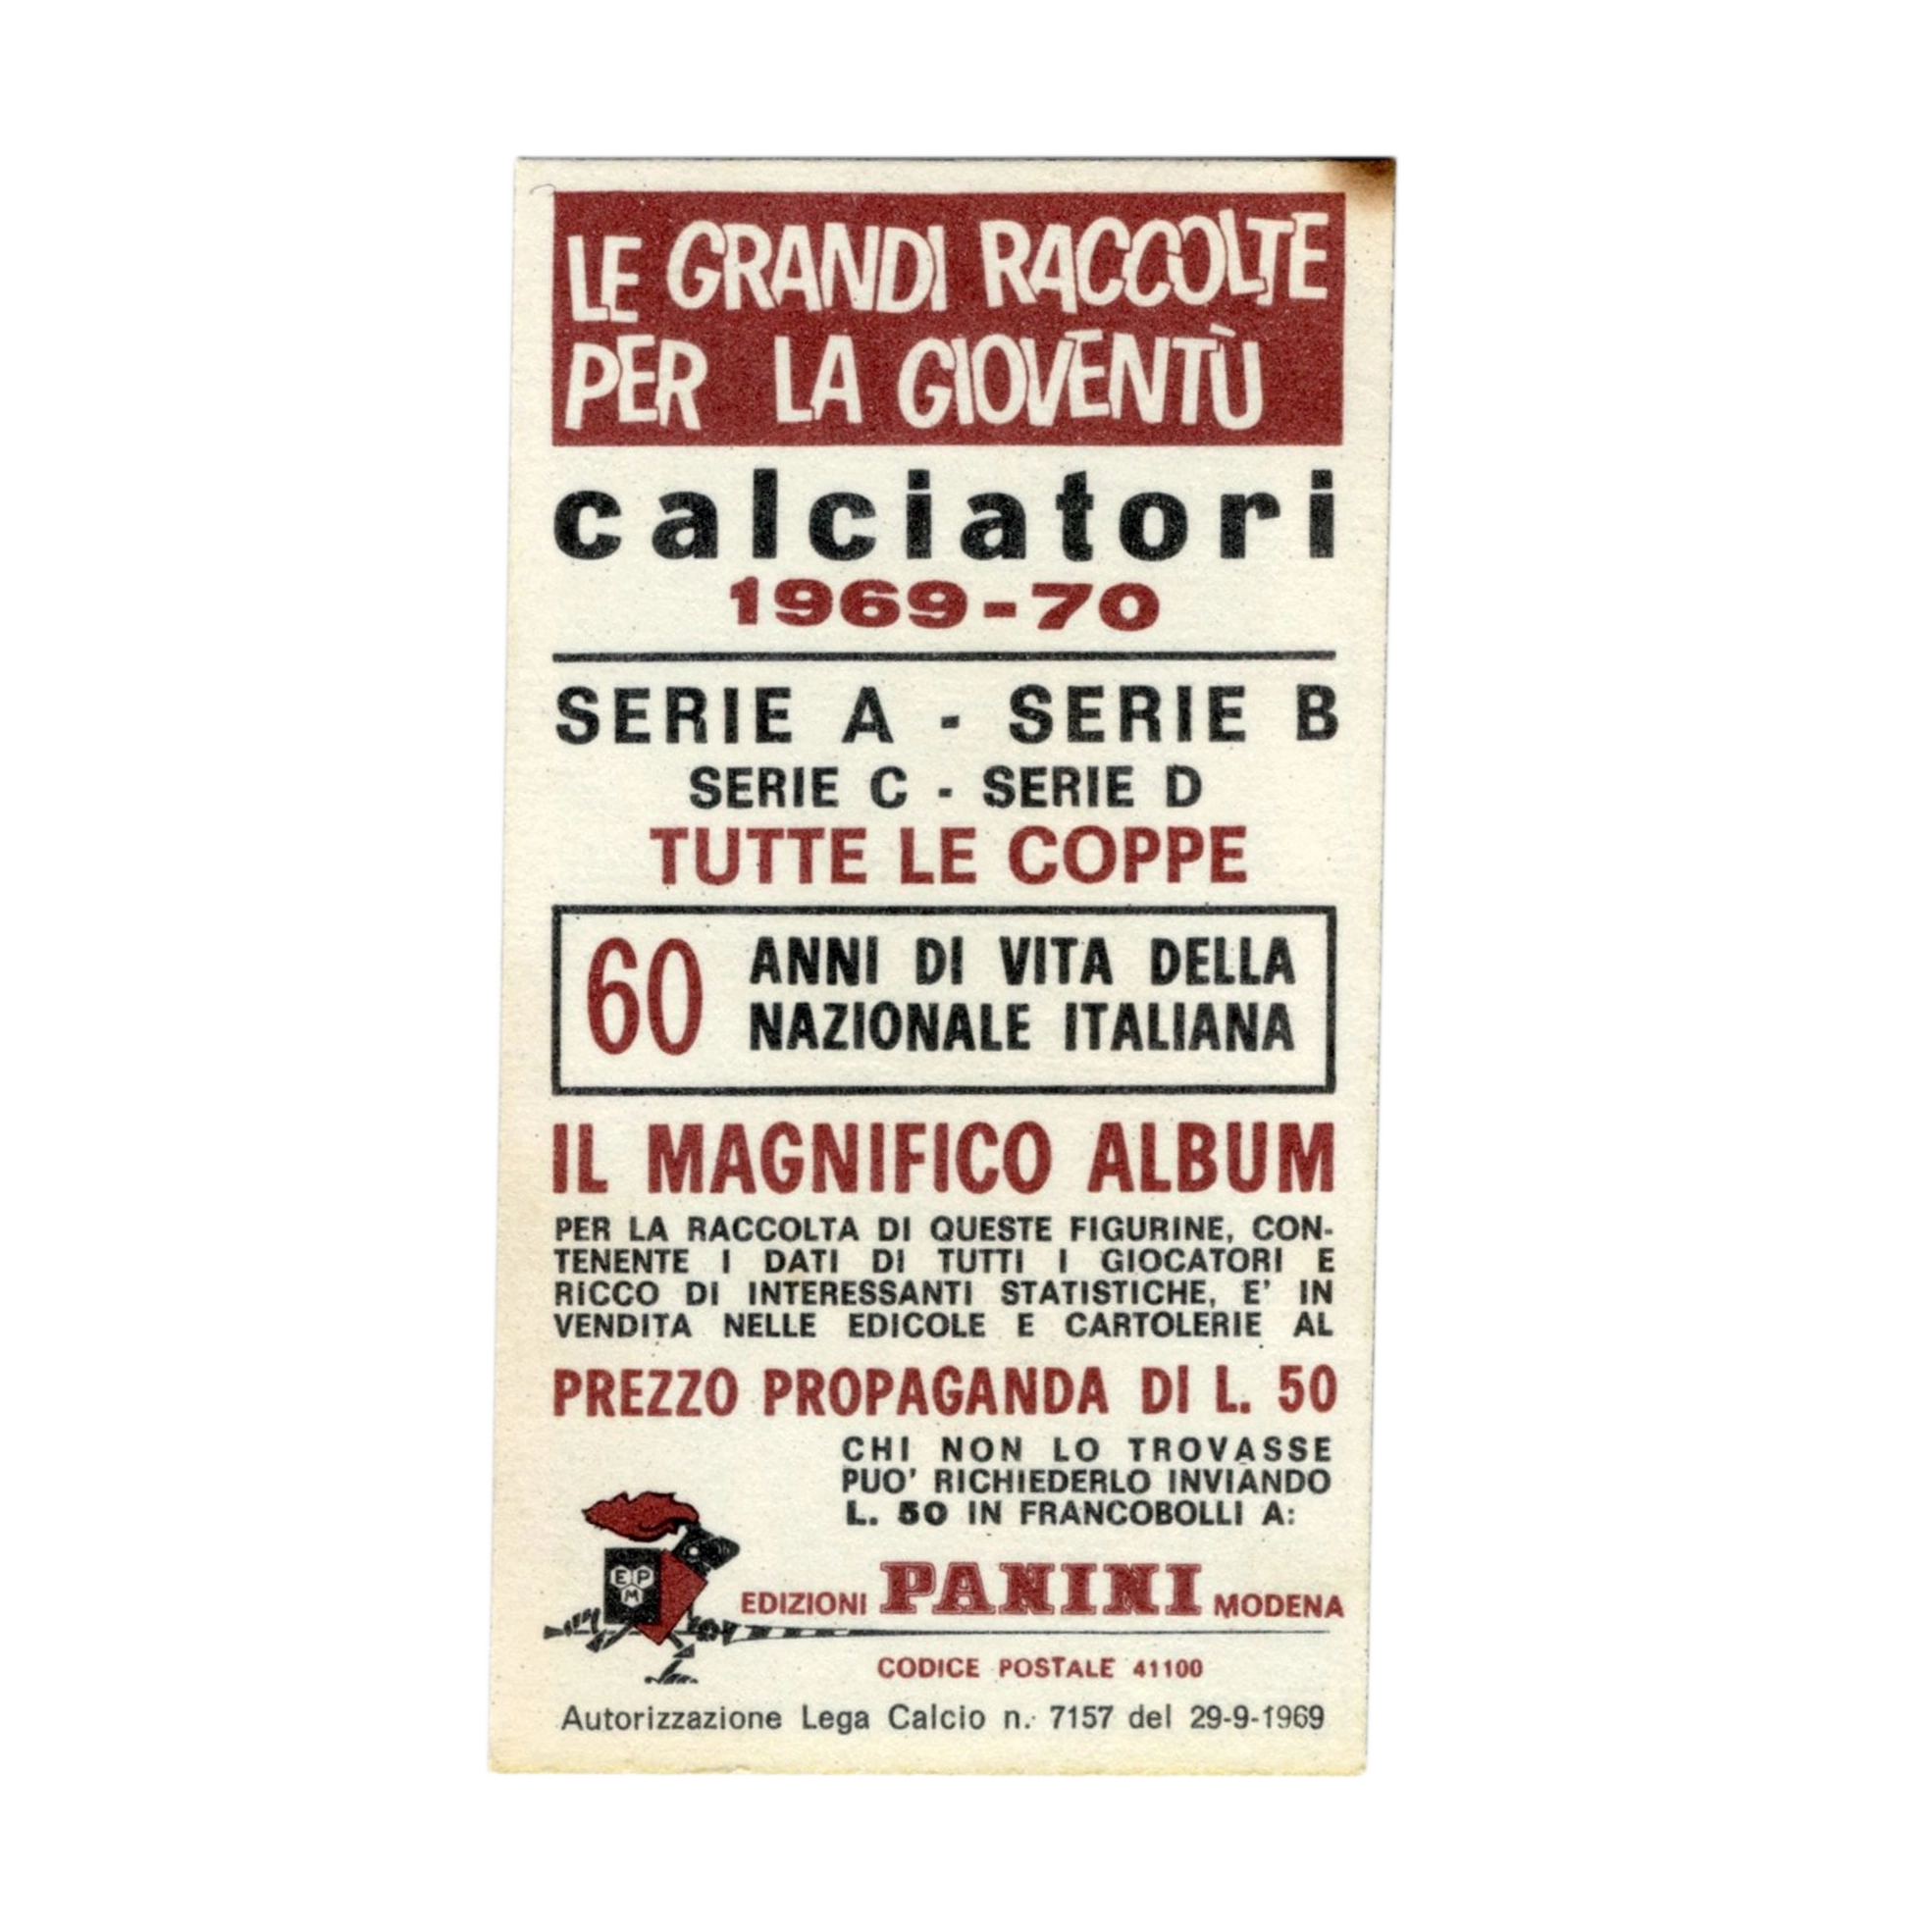 LE GRANDI RACCOLTE
PER LA GIOVENTÙ
calciatori
1969-70
SERIE A - SERIE B
SERIE C - SERIE D
TUTTE LE COPPE
60 ANNI DI VITA DELLA
NAZIONALE ITALIANA
IL MAGNIFICO ALBUM
PER LA RACCOLTA DI QUESTE FIGURINE, CON-
TENENTE I DATI DI TUTTI I GIOCATORI E
RICCO DI INTERESSANTI STATISTICHE, E' IN
VENDITA NELLE EDICOLE E CARTOLERIE AL
PREZZO PROPAGANDA DI L. 50
CHI NON LO TROVASSE
PUO' RICHIEDERLO INVIANDO
L. 50 IN FRANCOBOLLI A:
EPM
EDIZIONI PANINI MODENA
CODICE POSTALE 41100
Autorizzazione Lega Calcio n. 7157 del 29-9-1969